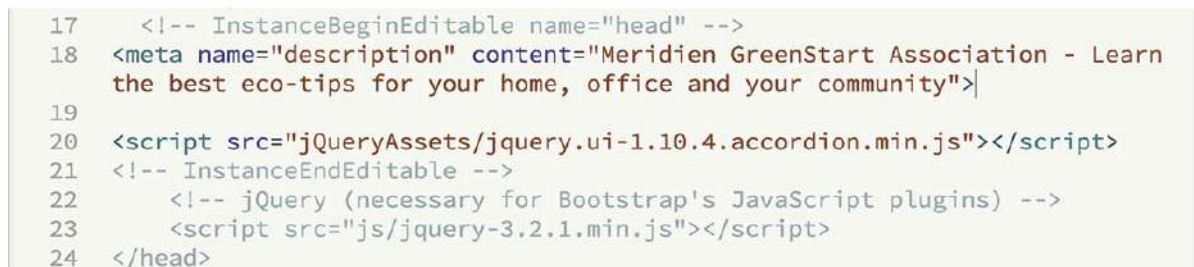 17 <!-- InstanceBeginEditable name="head" -->
18 <meta name="description" content="Meridien GreenStart Association - Learn
the best eco-tips for your home, office and your community">
19
20 <script src="jQueryAssets/jquery.ui-1.10.4.accordion.min.js"></script>
21 <!-- InstanceEndEditable -->
22 <!-- jQuery (necessary for Bootstrap's JavaScript plugins) -->
23 <script src="js/jquery-3.2.1.min.js"></script>
24 </head>